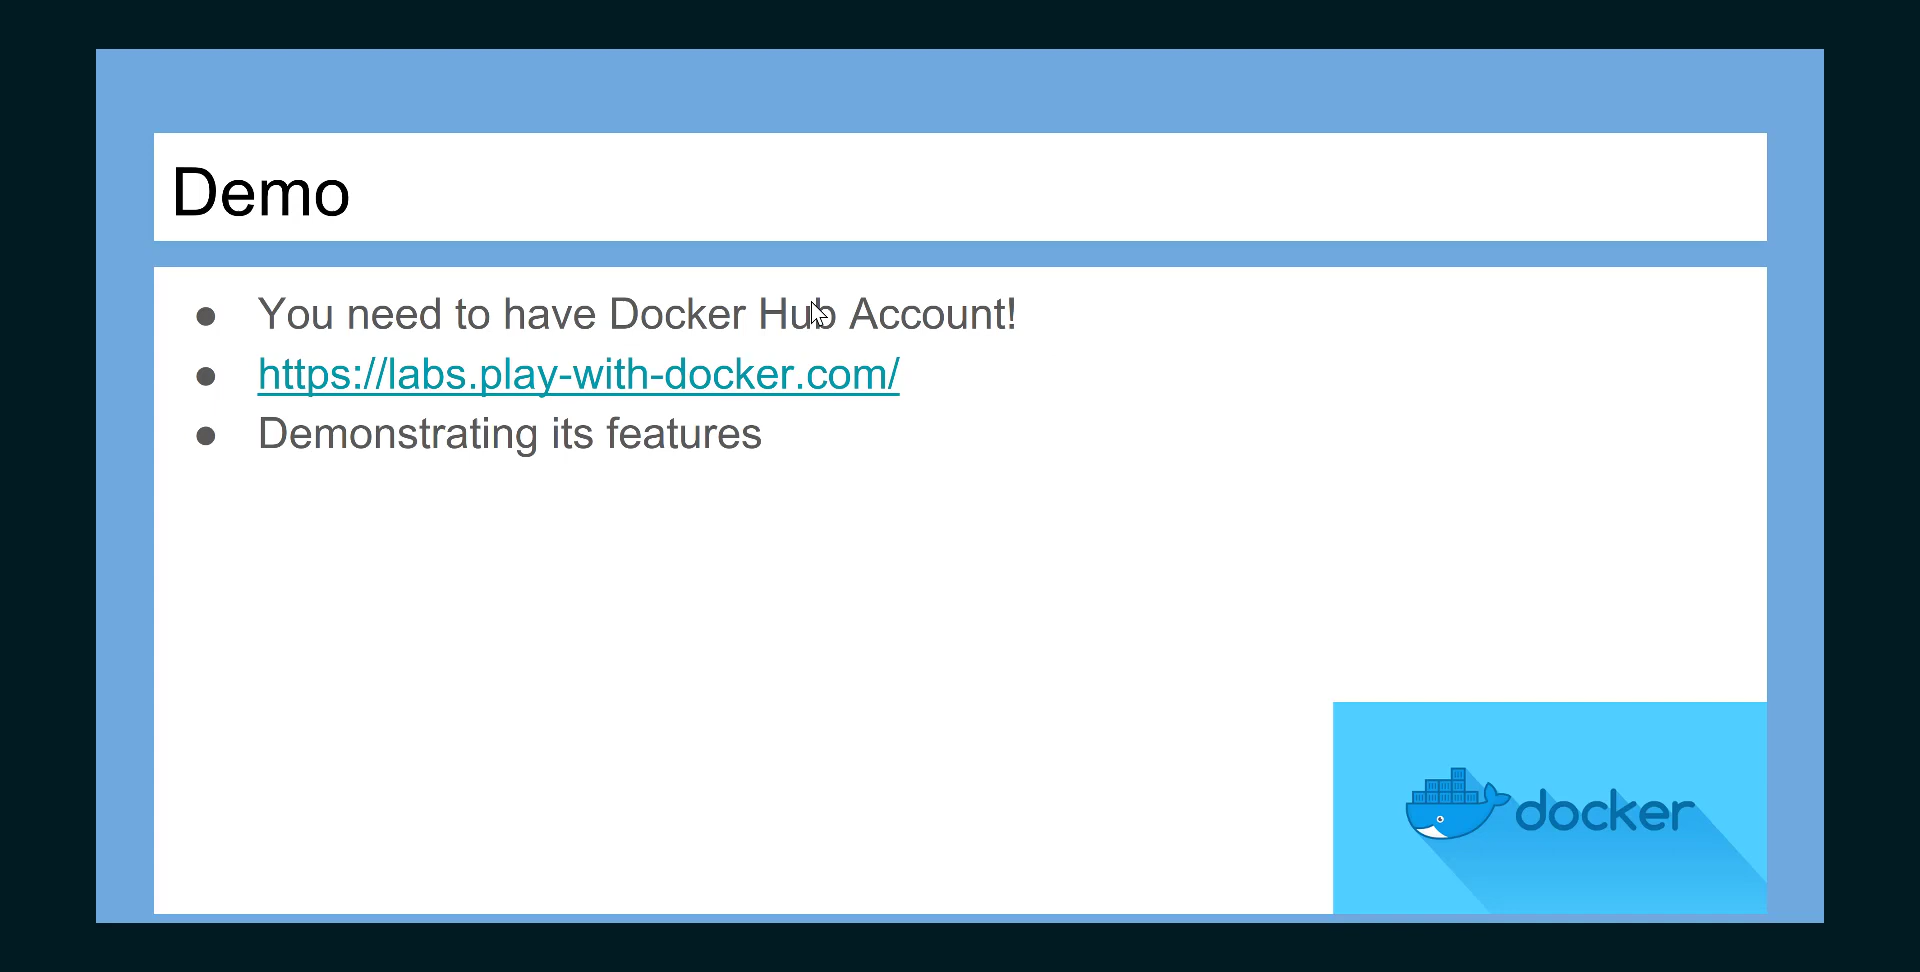 Demo
● You need to have Docker Hub Account!
● https://labs.play-with-docker.com/
● Demonstrating its features
docker